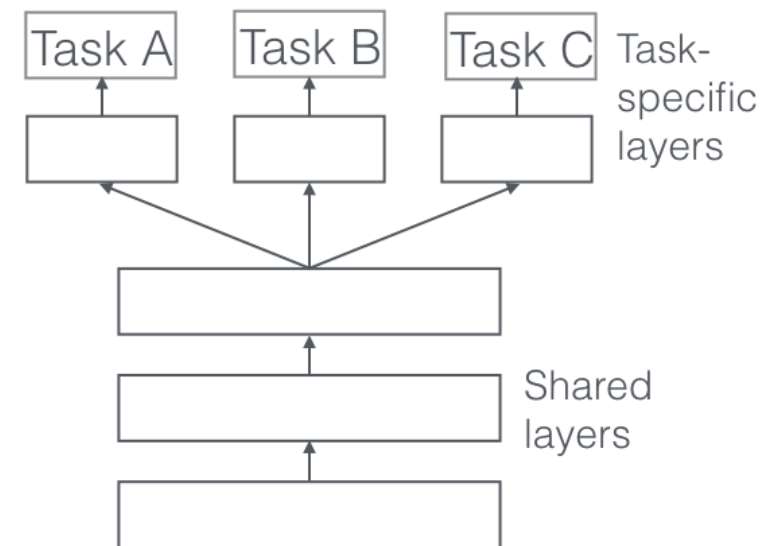 Task A
Task B
Task C
Task-
specific
layers
Shared
layers